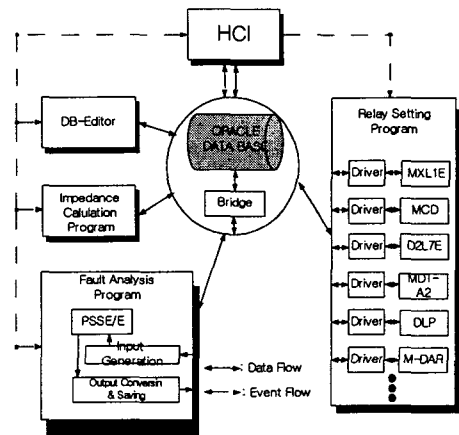 HCI
DB-Editor
ORACLE
DATA BASE
Bridge
Impedance
Calulation
Program
Fault Analysis
Program
PSSE/E
Input
Generation
Output Conversin
& Saving
: Data Flow
: Event Flow
Relay Setting
Program
Driver
MXL1E
Driver
MCD
Driver
D2L7E
Driver
MDT-
A2
Driver
DLP
Driver
M-DAR